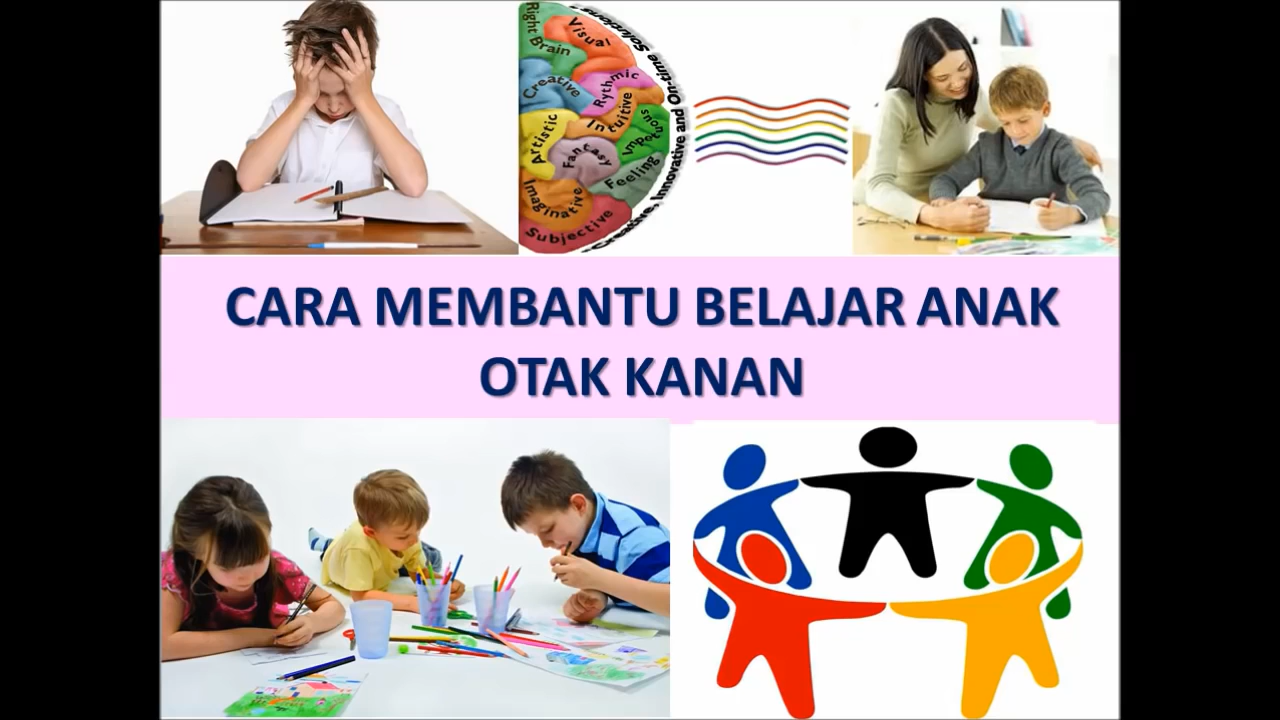 Right Brain
Visual
Creative
Rythmic
Intuitive
Artistic
Fantasy
Feeling
Imaginative
Subjective
Creative, Innovative and On-time Solutions
CARA MEMBANTU BELAJAR ANAK
OTAK KANAN